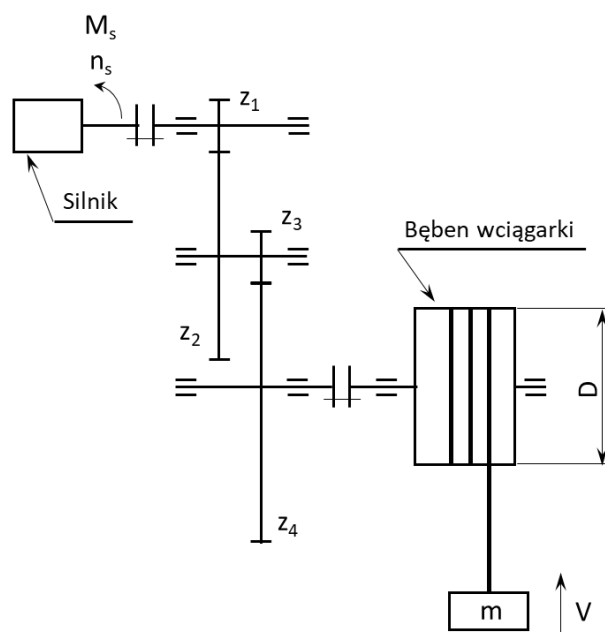 Mₛ
nₛ
z₁
Silnik
z₃
Bęben wciągarki
z₂
D
z₄
m
V